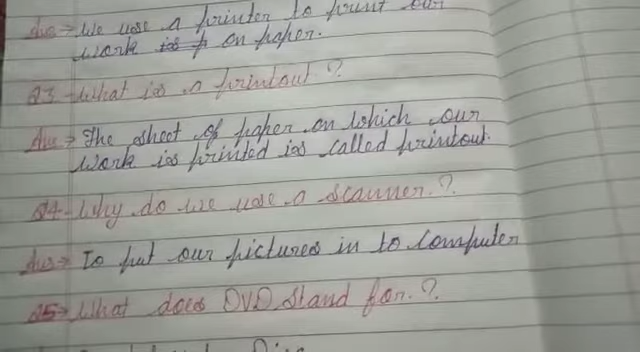 Ans → We use a printer to print our
work is p on paper.
Q3 → What is a printout ?
Ans → The sheet of paper on which our
work is printed is called printout.
Q4 → Why do we use a scanner. ?
Ans → To put our pictures in to computer
Q5 → What does DVD stand for. ?